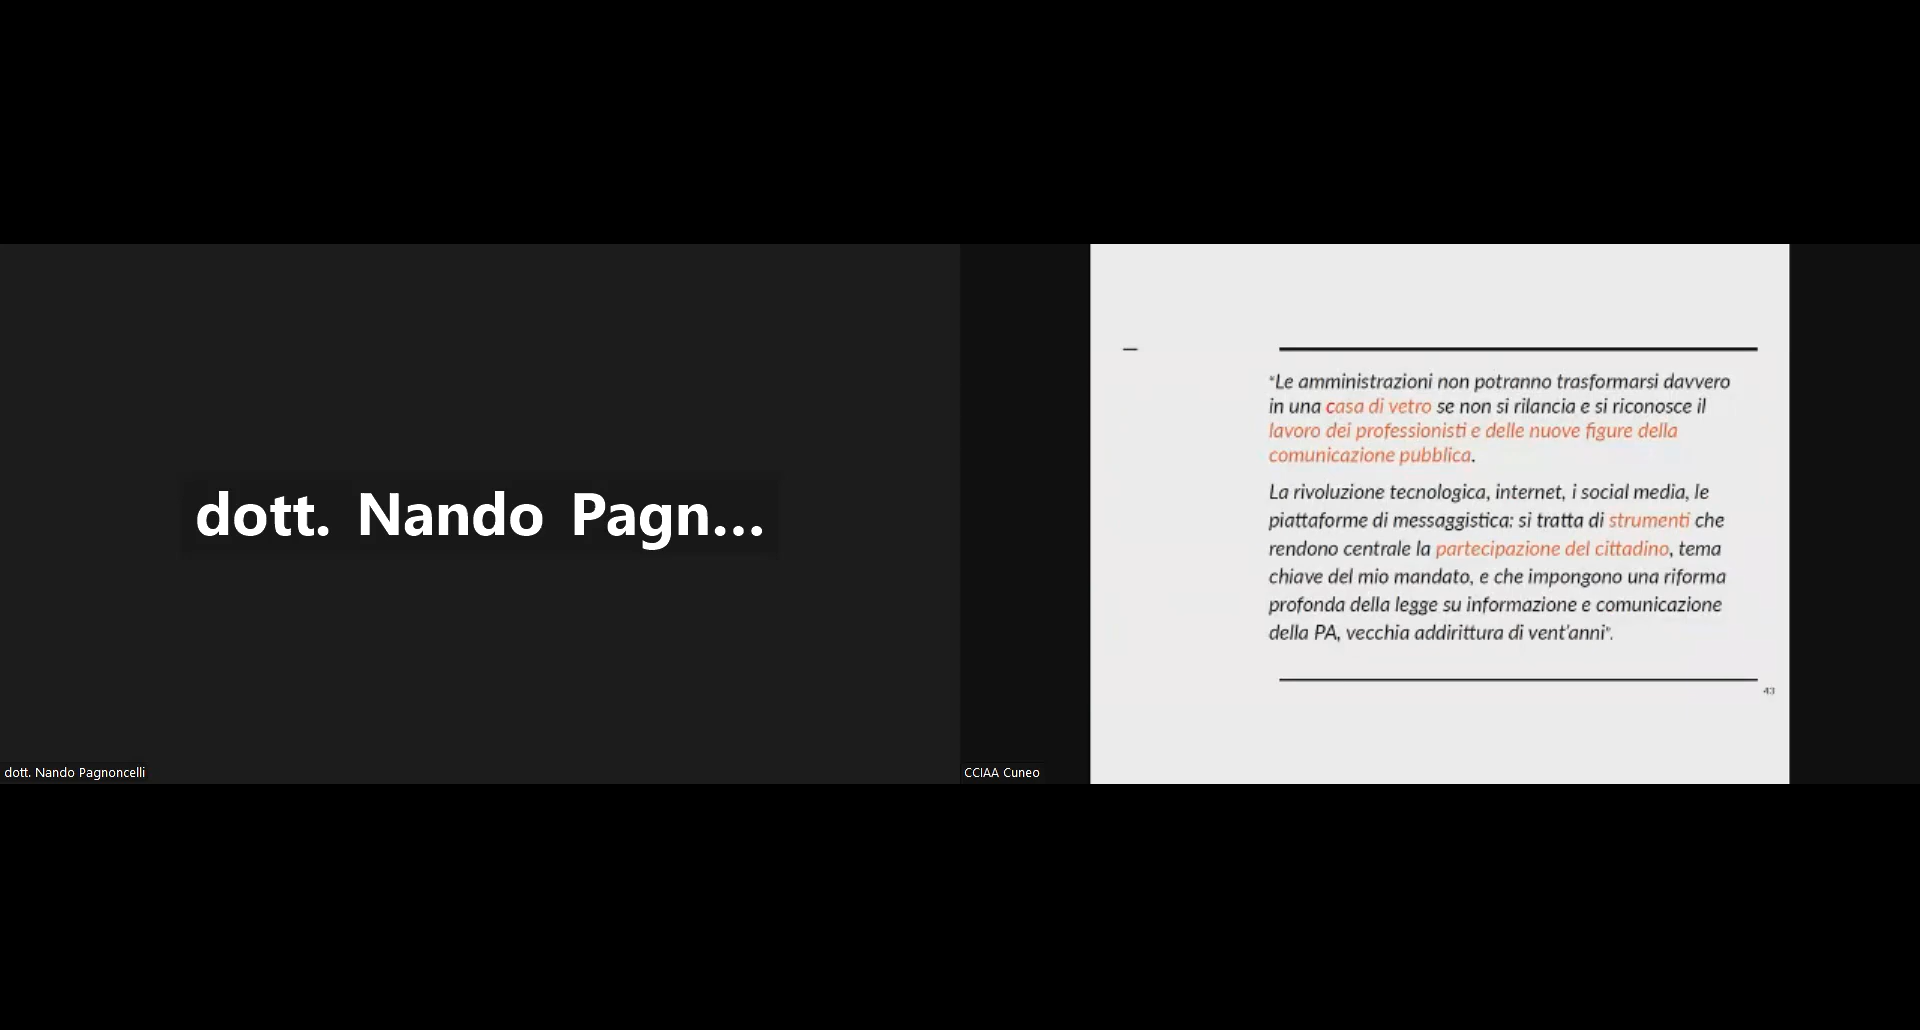 dott. Nando Pagn...
dott. Nando Pagnoncelli
CCIAA Cuneo
"Le amministrazioni non potranno trasformarsi davvero
in una casa di vetro se non si rilancia e si riconosce il
lavoro dei professionisti e delle nuove figure della
comunicazione pubblica.
La rivoluzione tecnologica, internet, i social media, le
piattaforme di messaggistica: si tratta di strumenti che
rendono centrale la partecipazione del cittadino, tema
chiave del mio mandato, e che impongono una riforma
profonda della legge su informazione e comunicazione
della PA, vecchia addirittura di vent'anni".
43